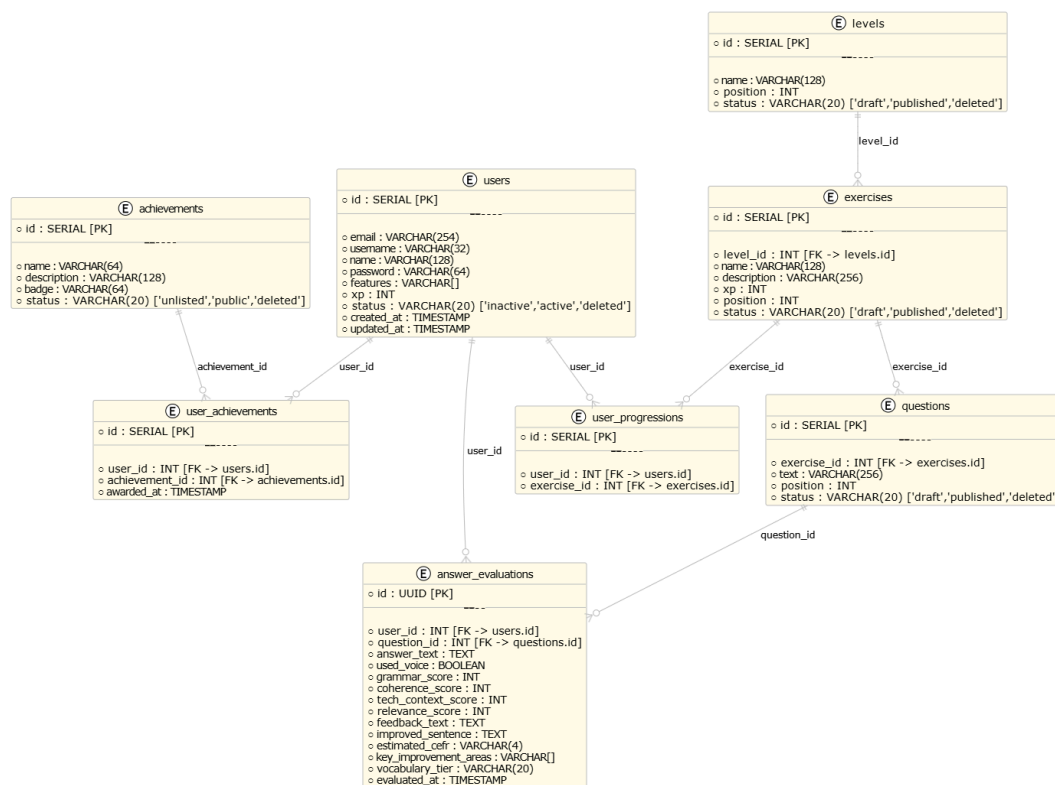 E levels
id : SERIAL [PK]
name : VARCHAR(128)
position : INT
status : VARCHAR(20) ['draft','published','deleted']
level_id
E users
id : SERIAL [PK]
email : VARCHAR(254)
username : VARCHAR(32)
name : VARCHAR(128)
password : VARCHAR(64)
features : VARCHAR[]
xp : INT
status : VARCHAR(20) ['inactive','active','deleted']
created_at : TIMESTAMP
updated_at : TIMESTAMP
E exercises
id : SERIAL [PK]
level_id : INT [FK -> levels.id]
name : VARCHAR(128)
description : VARCHAR(256)
xp : INT
position : INT
status : VARCHAR(20) ['draft','published','deleted']
E achievements
id : SERIAL [PK]
name : VARCHAR(64)
description : VARCHAR(128)
badge : VARCHAR(64)
status : VARCHAR(20) ['unlisted','public','deleted']
achievement_id
user_id
user_id
exercise_id
exercise_id
E user_achievements
id : SERIAL [PK]
user_id : INT [FK -> users.id]
achievement_id : INT [FK -> achievements.id]
awarded_at : TIMESTAMP
user_id
E user_progressions
id : SERIAL [PK]
user_id : INT [FK -> users.id]
exercise_id : INT [FK -> exercises.id]
E questions
id : SERIAL [PK]
exercise_id : INT [FK -> exercises.id]
text : VARCHAR(256)
position : INT
status : VARCHAR(20) ['draft','published','deleted'
question_id
E answer_evaluations
id : UUID [PK]
user_id : INT [FK -> users.id]
question_id : INT [FK -> questions.id]
answer_text : TEXT
used_voice : BOOLEAN
grammar_score : INT
coherence_score : INT
tech_context_score : INT
relevance_score : INT
feedback_text : TEXT
improved_sentence : TEXT
estimated_cefr : VARCHAR(4)
key_improvement_areas : VARCHAR[]
vocabulary_tier : VARCHAR(20)
evaluated_at : TIMESTAMP